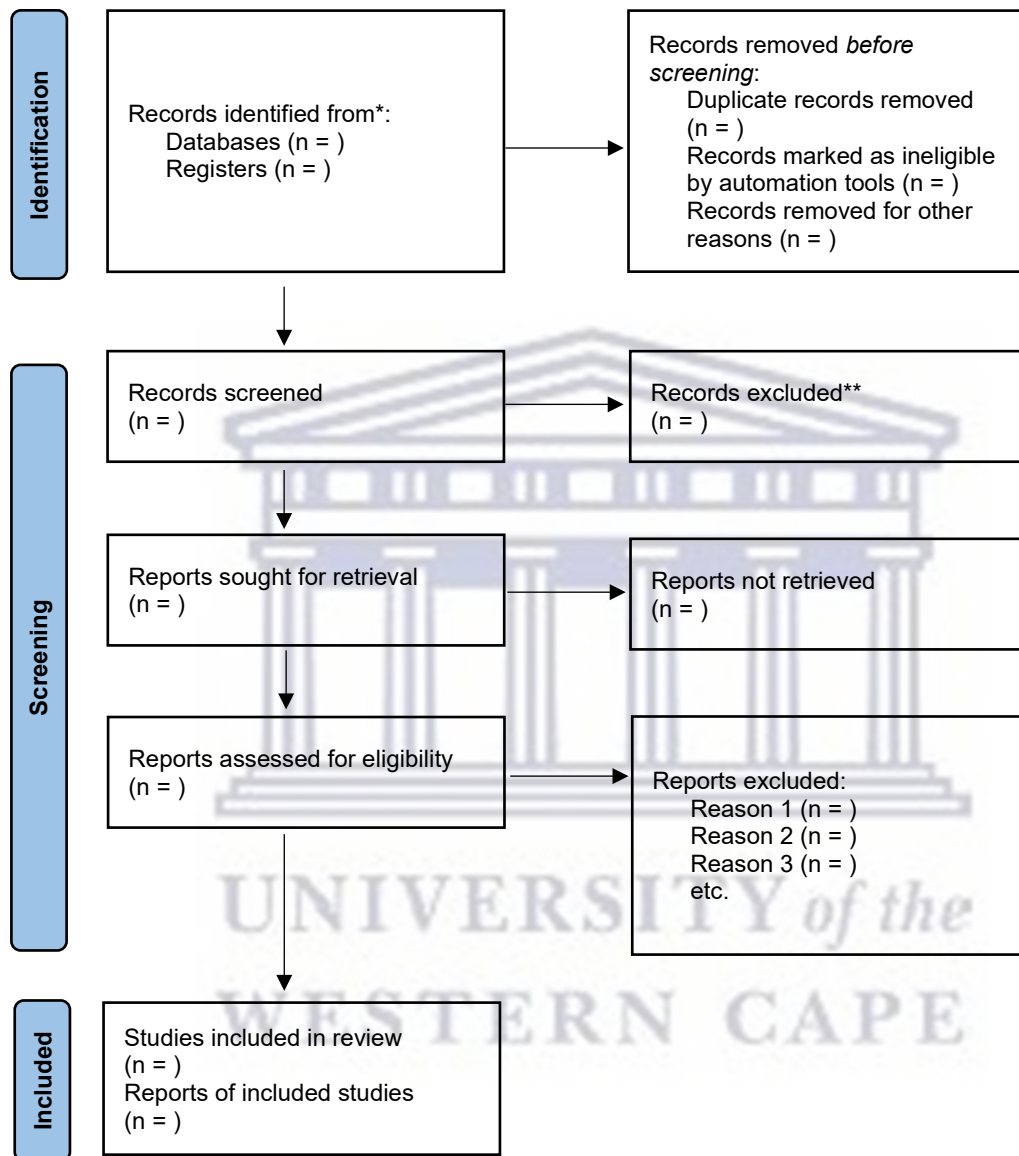 Identification
Records identified from*:
Databases (n = )
Registers (n = )
Records removed before
screening:
Duplicate records removed
(n = )
Records marked as ineligible
by automation tools (n = )
Records removed for other
reasons (n = )
Screening
Records screened
(n = )
Records excluded**
(n = )
Reports sought for retrieval
(n = )
Reports not retrieved
(n = )
Reports assessed for eligibility
(n = )
Reports excluded:
Reason 1 (n = )
Reason 2 (n = )
Reason 3 (n = )
etc.
UNIVERSITY of the
WESTERN CAPE
Included
Studies included in review
(n = )
Reports of included studies
(n = )